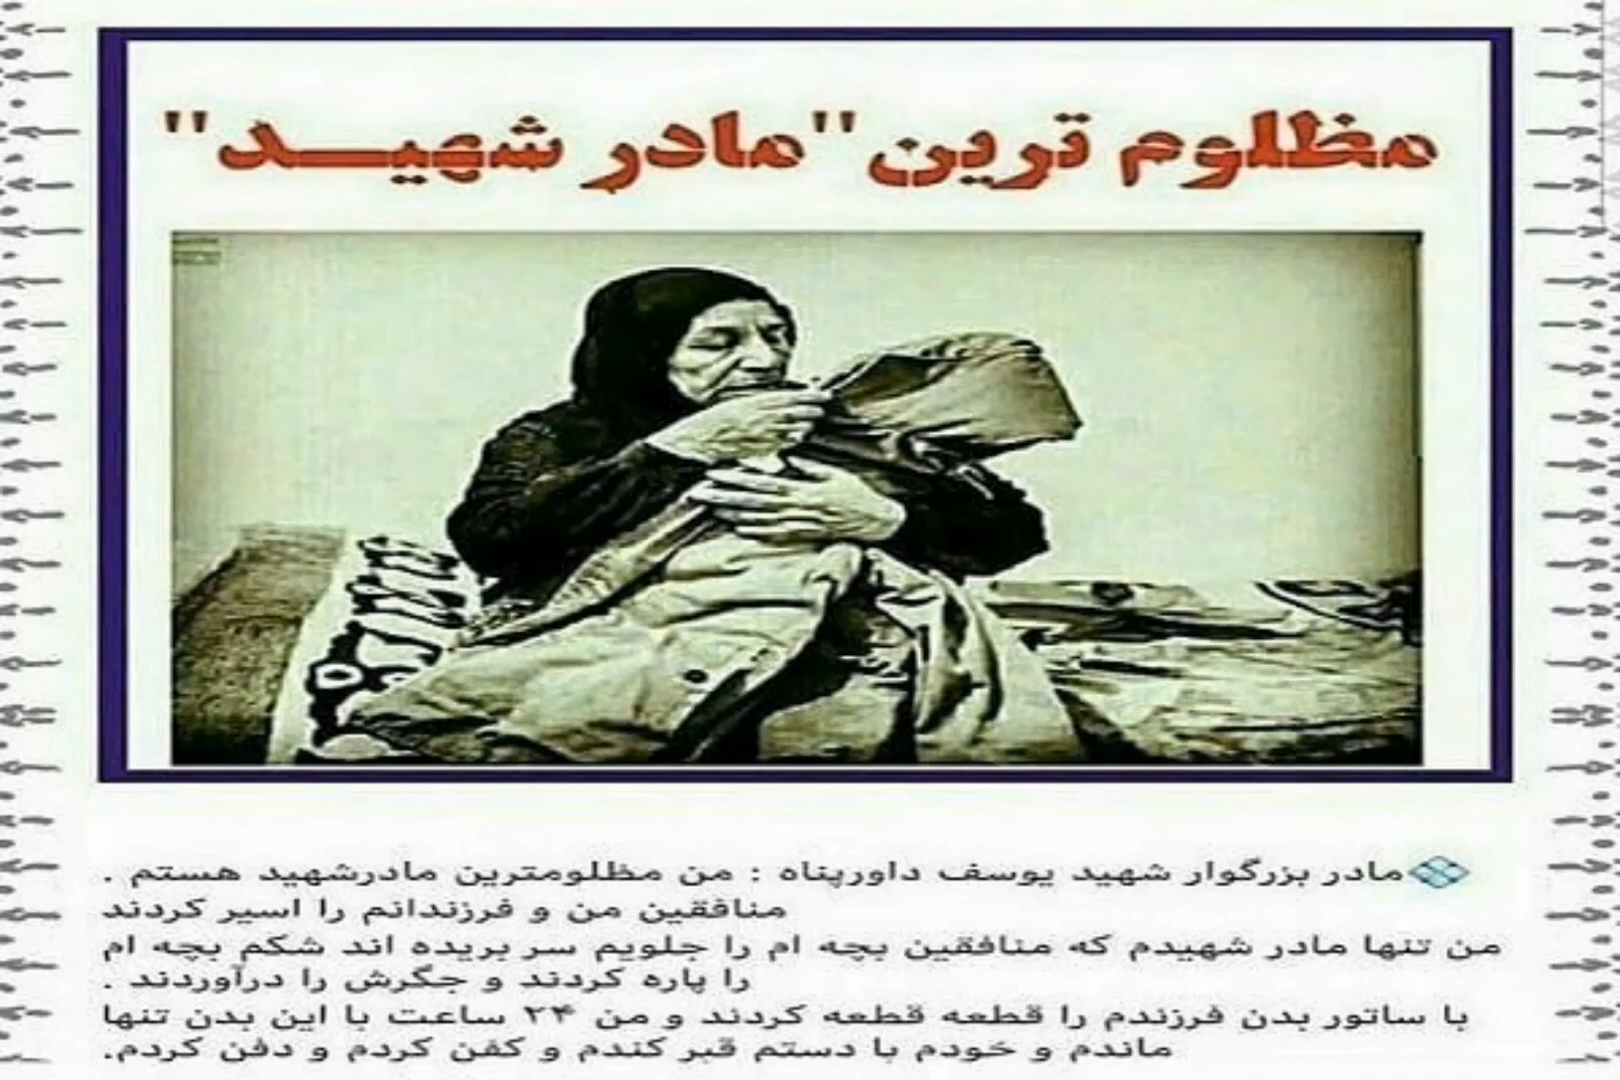 مظلوم ترین "مادر شهیـــد"
مادر بزرگوار شهید یوسف داورپناه : من مظلومترین مادرشهید هستم .
منافقین من و فرزندانم را اسیر کردند
من تنها مادر شهیدم که منافقین بچه ام را جلویم سر بریده اند شکم بچه ام
را پاره کردند و جگرش را درآوردند .
با ساتور بدن فرزندم را قطعه قطعه کردند و من ۲۴ ساعت با این بدن تنها
ماندم و خودم با دستم قبر کندم و کفن کردم و دفن کردم.